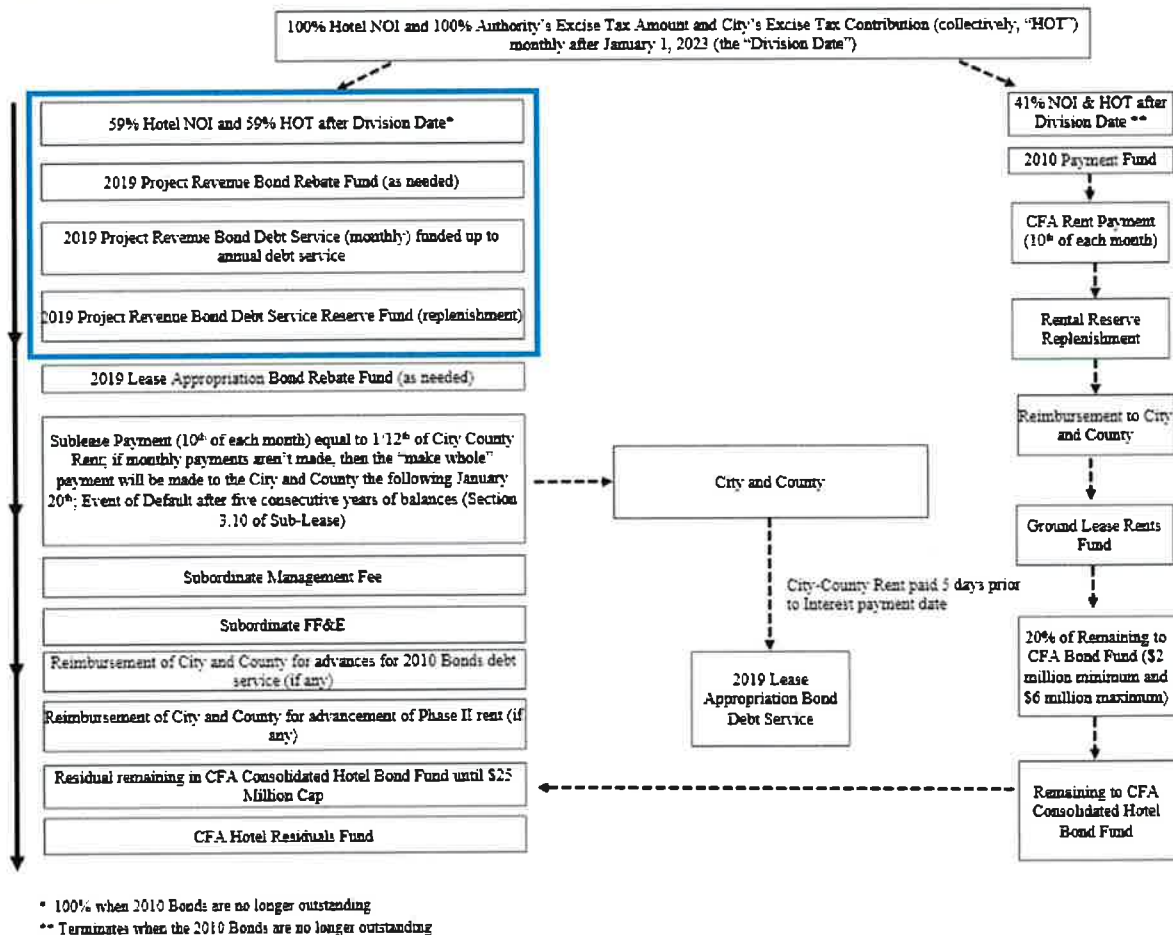 100% Hotel NOI and 100% Authority's Excise Tax Amount and City's Excise Tax Contribution (collectively, "HOT")
monthly after January 1, 2023 (the "Division Date")
59% Hotel NOI and 59% HOT after Division Date*
2019 Project Revenue Bond Rebate Fund (as needed)
2019 Project Revenue Bond Debt Service (monthly) funded up to
annual debt service
2019 Project Revenue Bond Debt Service Reserve Fund (replenishment)
2019 Lease Appropriation Bond Rebate Fund (as needed)
Sublease Payment (10th of each month) equal to 1/12th of City County
Rent; if monthly payments aren't made, then the "make whole"
payment will be made to the City and County the following January
20th; Event of Default after five consecutive years of balances (Section
3.10 of Sub-Lease)
Subordinate Management Fee
Subordinate FF&E
Reimbursement of City and County for advances for 2010 Bonds debt
service (if any)
Reimbursement of City and County for advancement of Phase II rent (if
any)
Residual remaining in CFA Consolidated Hotel Bond Fund until $25
Million Cap
CFA Hotel Residuals Fund
City and County
City-County Rent paid 5 days prior
to Interest payment date
2019 Lease
Appropriation Bond
Debt Service
41% NOI & HOT after
Division Date **
2010 Payment Fund
CFA Rent Payment
(10th of each month)
Rental Reserve
Replenishment
Reimbursement to City
and County
Ground Lease Rents
Fund
20% of Remaining to
CFA Bond Fund ($2
million minimum and
$6 million maximum)
Remaining to CFA
Consolidated Hotel
Bond Fund
* 100% when 2010 Bonds are no longer outstanding
** Terminates when the 2010 Bonds are no longer outstanding